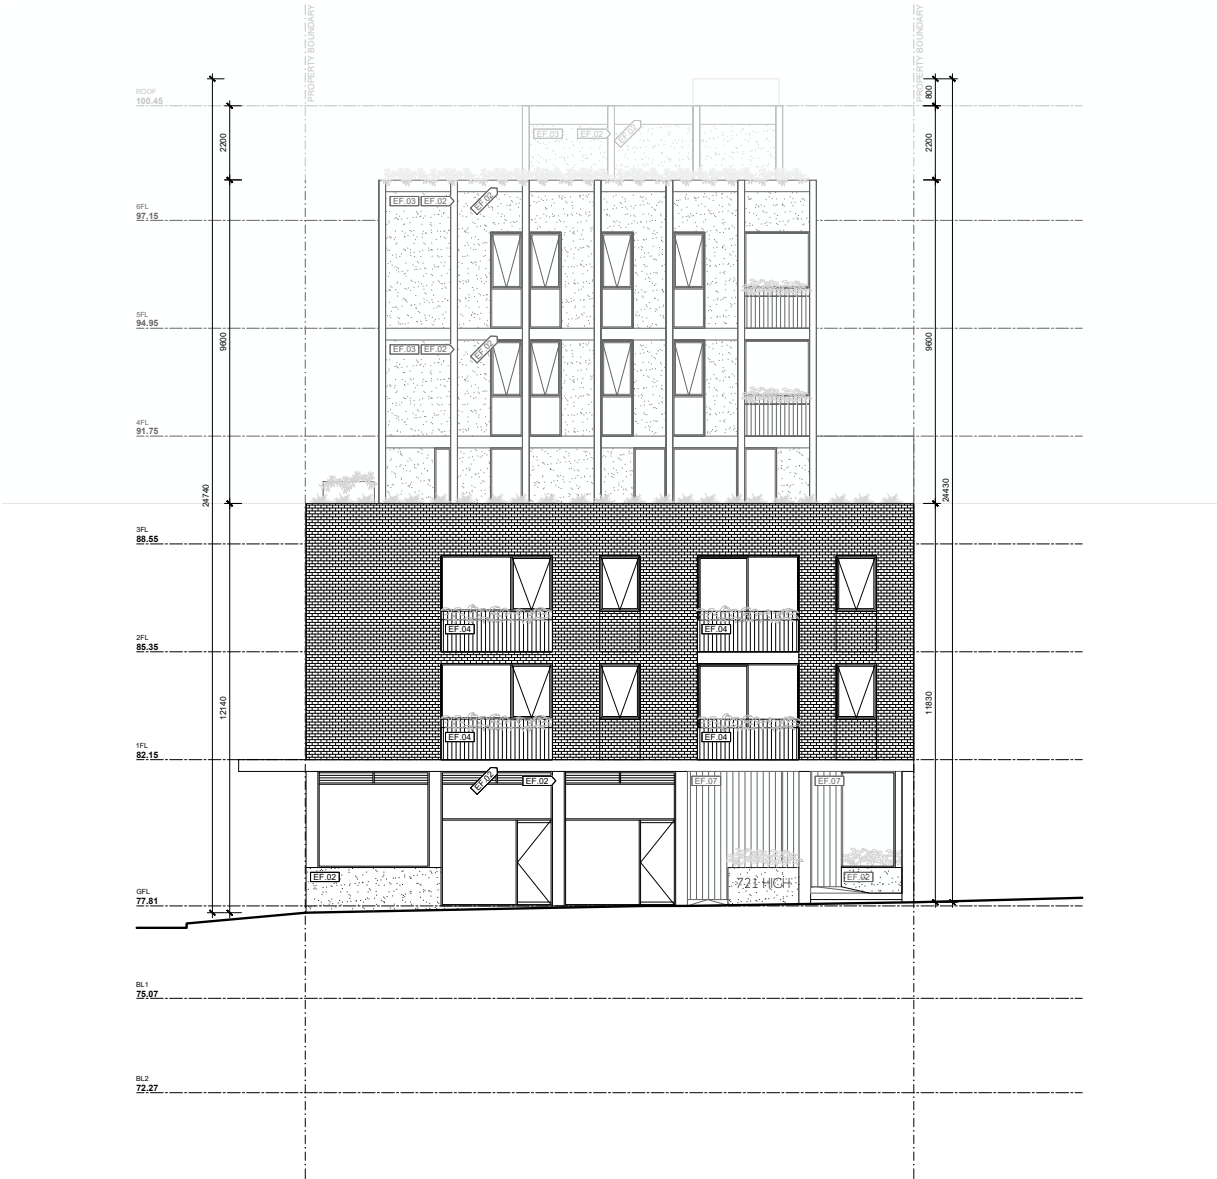 PROPERTY BOUNDARY
PROPERTY BOUNDARY
ROOF
100.45
800
2200
2200
EF.03
EF.02
EF.02
6FL
97.15
EF.03
EF.02
EF.02
5FL
94.95
9600
9600
EF.03
EF.02
EF.02
4FL
91.75
24740
24430
3FL
88.55
EF.04
EF.04
2FL
85.35
12140
11830
EF.04
EF.04
1FL
82.15
EF.02
EF.02
EF.07
EF.07
EF.02
721 HIGH
EF.02
GFL
77.81
BL1
75.07
BL2
72.27